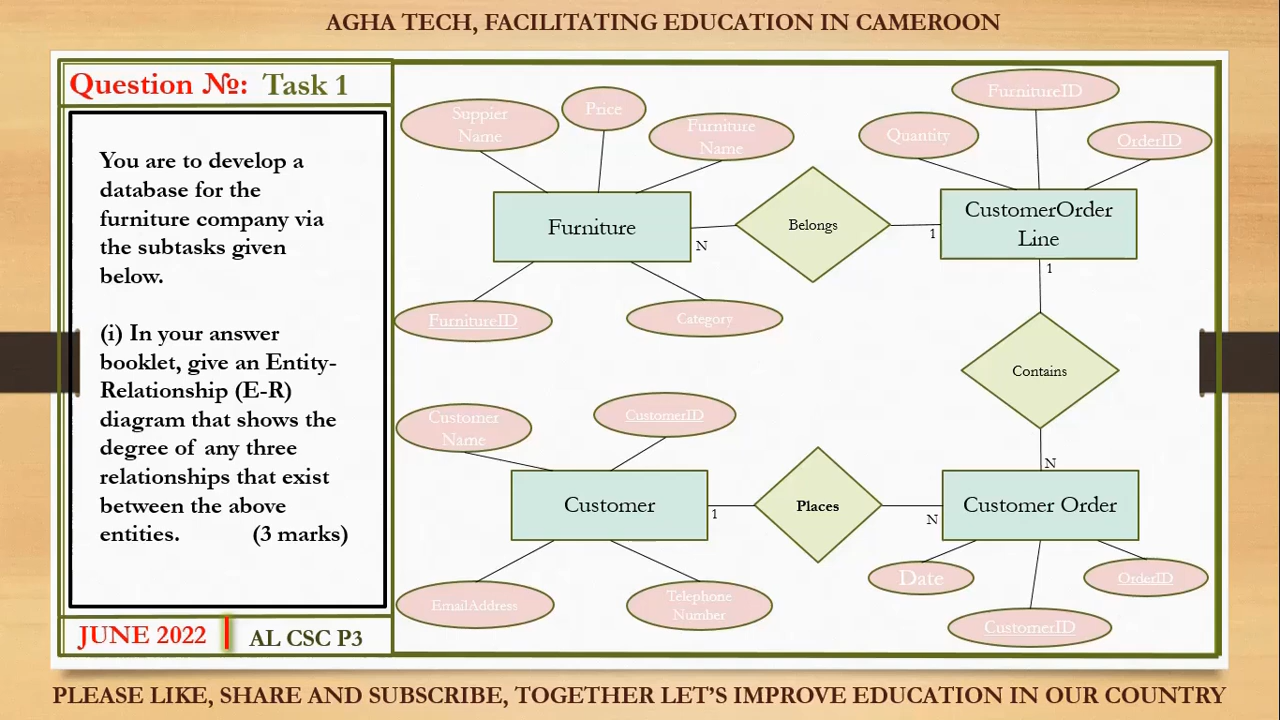 AGHA TECH, FACILITATING EDUCATION IN CAMEROON
Question №: Task 1
You are to develop a
database for the
furniture company via
the subtasks given
below.
(i) In your answer
booklet, give an Entity-
Relationship (E-R)
diagram that shows the
degree of any three
relationships that exist
between the above
entities. (3 marks)
JUNE 2022 AL CSC P3
Suppier
Name
Price
Furniture
Name
Furniture
FurnitureID
Category
N
Belongs
1
Quantity
FurnitureID
OrderID
CustomerOrder
Line
1
Contains
N
Customer
Name
CustomerID
Customer
EmailAddress
Telephone
Number
1
Places
N
Customer Order
Date
CustomerID
OrderID
PLEASE LIKE, SHARE AND SUBSCRIBE, TOGETHER LET'S IMPROVE EDUCATION IN OUR COUNTRY